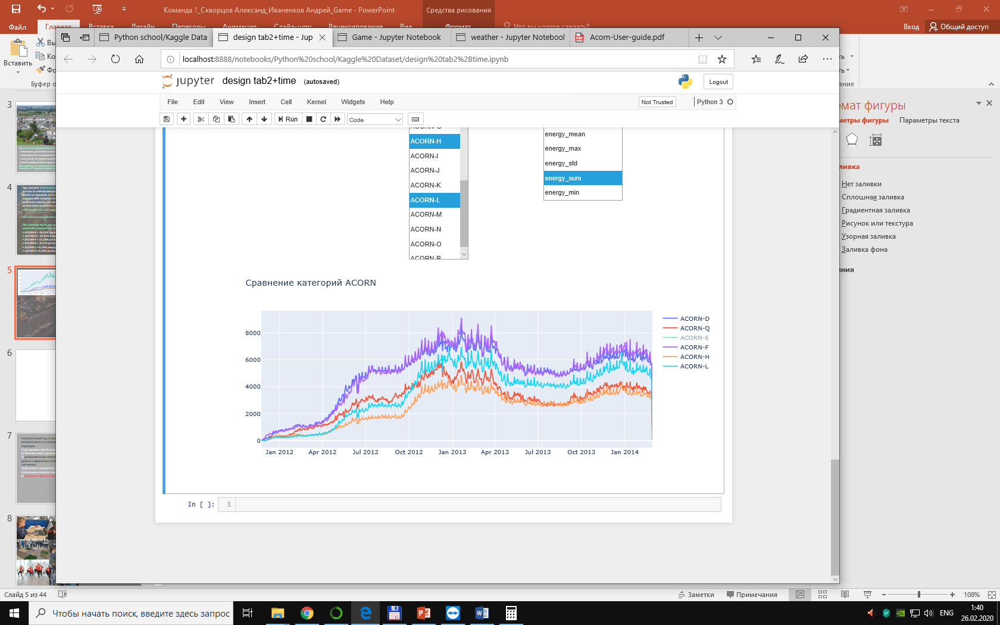 Команда 1_Скворцов Александ_Иваненков Андрей_Game - PowerPoint
Средства рисования
Файл
Главная
Вставка
Дизайн
Переходы
Анимация
Слайд-шоу
Рецензирование
Вид
Формат
Что вы хотите сделать?
Вход
Общий доступ
Вставить
Буфер о
Python school/Kaggle Datas
design tab2+time - Jup
Game - Jupyter Notebook
weather - Jupyter Notebool
Acorn-User-guide.pdf
localhost:8888/notebooks/Python%20school/Kaggle%20Dataset/design%20tab2%2Btime.ipynb
jupyter design tab2+time (autosaved)
Logout
File Edit View Insert Cell Kernel Widgets Help
Not Trusted
Python 3
Run
Code
ACORN-H
ACORN-I
ACORN-J
ACORN-K
ACORN-L
ACORN-M
ACORN-N
ACORN-O
ACORN-P
energy_mean
energy_max
energy_std
energy_sum
energy_min
Сравнение категорий ACORN
8000
6000
4000
2000
0
Jan 2012 Apr 2012 Jul 2012 Oct 2012 Jan 2013 Apr 2013 Jul 2013 Oct 2013 Jan 2014
ACORN-D
ACORN-Q
ACORN-E
ACORN-F
ACORN-H
ACORN-L
In [ ]: 1
мат фигуры
метры фигуры
Параметры текста
ливка
Нет заливки
Сплошная заливка
Градиентная заливка
Рисунок или текстура
Узорная заливка
Заливка фона
иния
3
4
5
6
7
8
Слайд 5 из 44
Заметки
Примечания
108%
Чтобы начать поиск, введите здесь запрос
ENG
1:40
26.02.2020